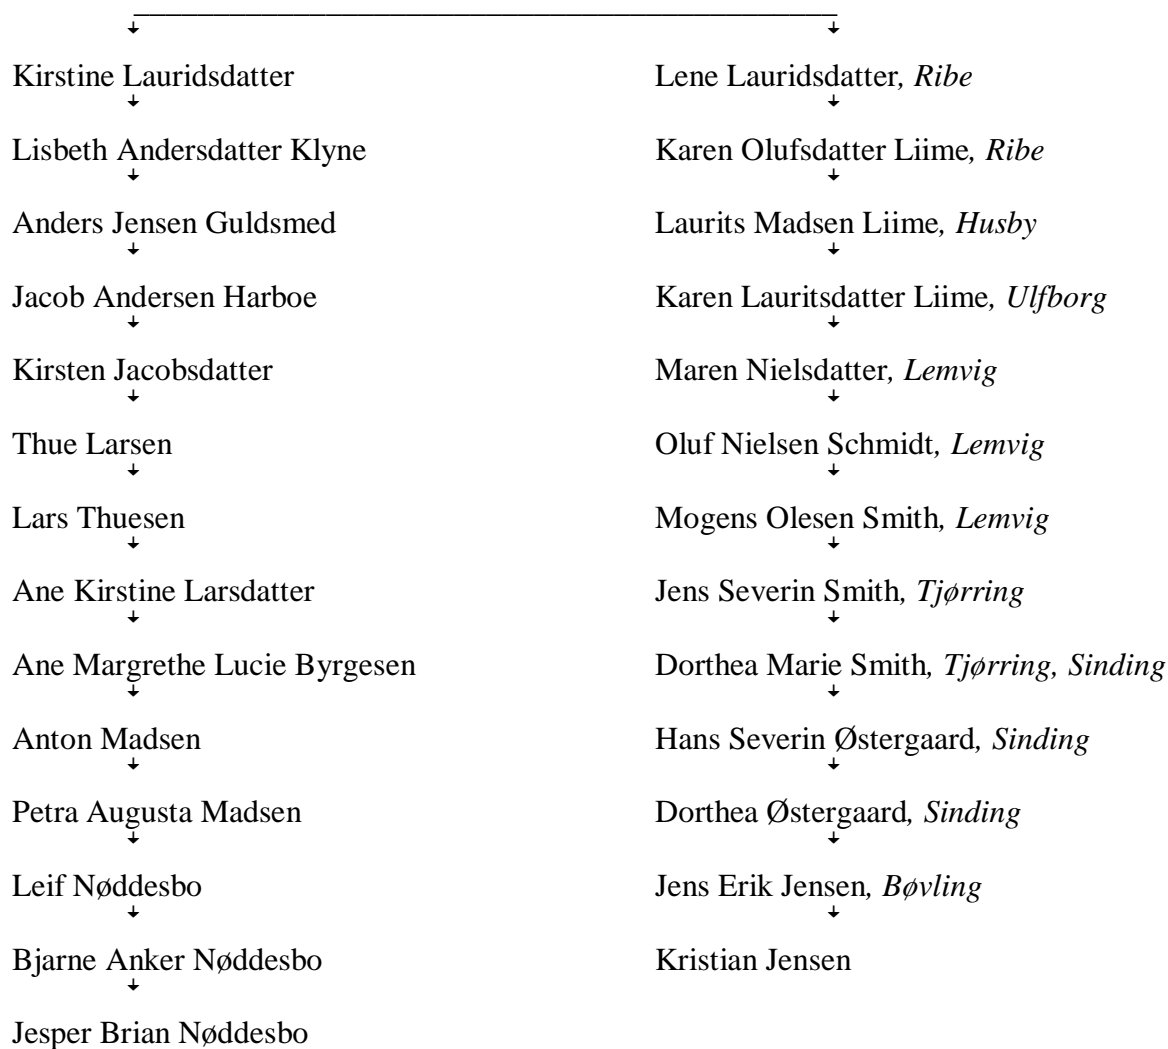 Kirstine Lauridsdatter
Lene Lauridsdatter, Ribe
Lisbeth Andersdatter Klyne
Karen Olufsdatter Liime, Ribe
Anders Jensen Guldsmed
Laurits Madsen Liime, Husby
Jacob Andersen Harboe
Karen Lauritsdatter Liime, Ulfborg
Kirsten Jacobsdatter
Maren Nielsdatter, Lemvig
Thue Larsen
Oluf Nielsen Schmidt, Lemvig
Lars Thuesen
Mogens Olesen Smith, Lemvig
Ane Kirstine Larsdatter
Jens Severin Smith, Tjørring
Ane Margrethe Lucie Byrgesen
Dorthea Marie Smith, Tjørring, Sinding
Anton Madsen
Hans Severin Østergaard, Sinding
Petra Augusta Madsen
Dorthea Østergaard, Sinding
Leif Nøddesbo
Jens Erik Jensen, Bøvling
Bjarne Anker Nøddesbo
Kristian Jensen
Jesper Brian Nøddesbo